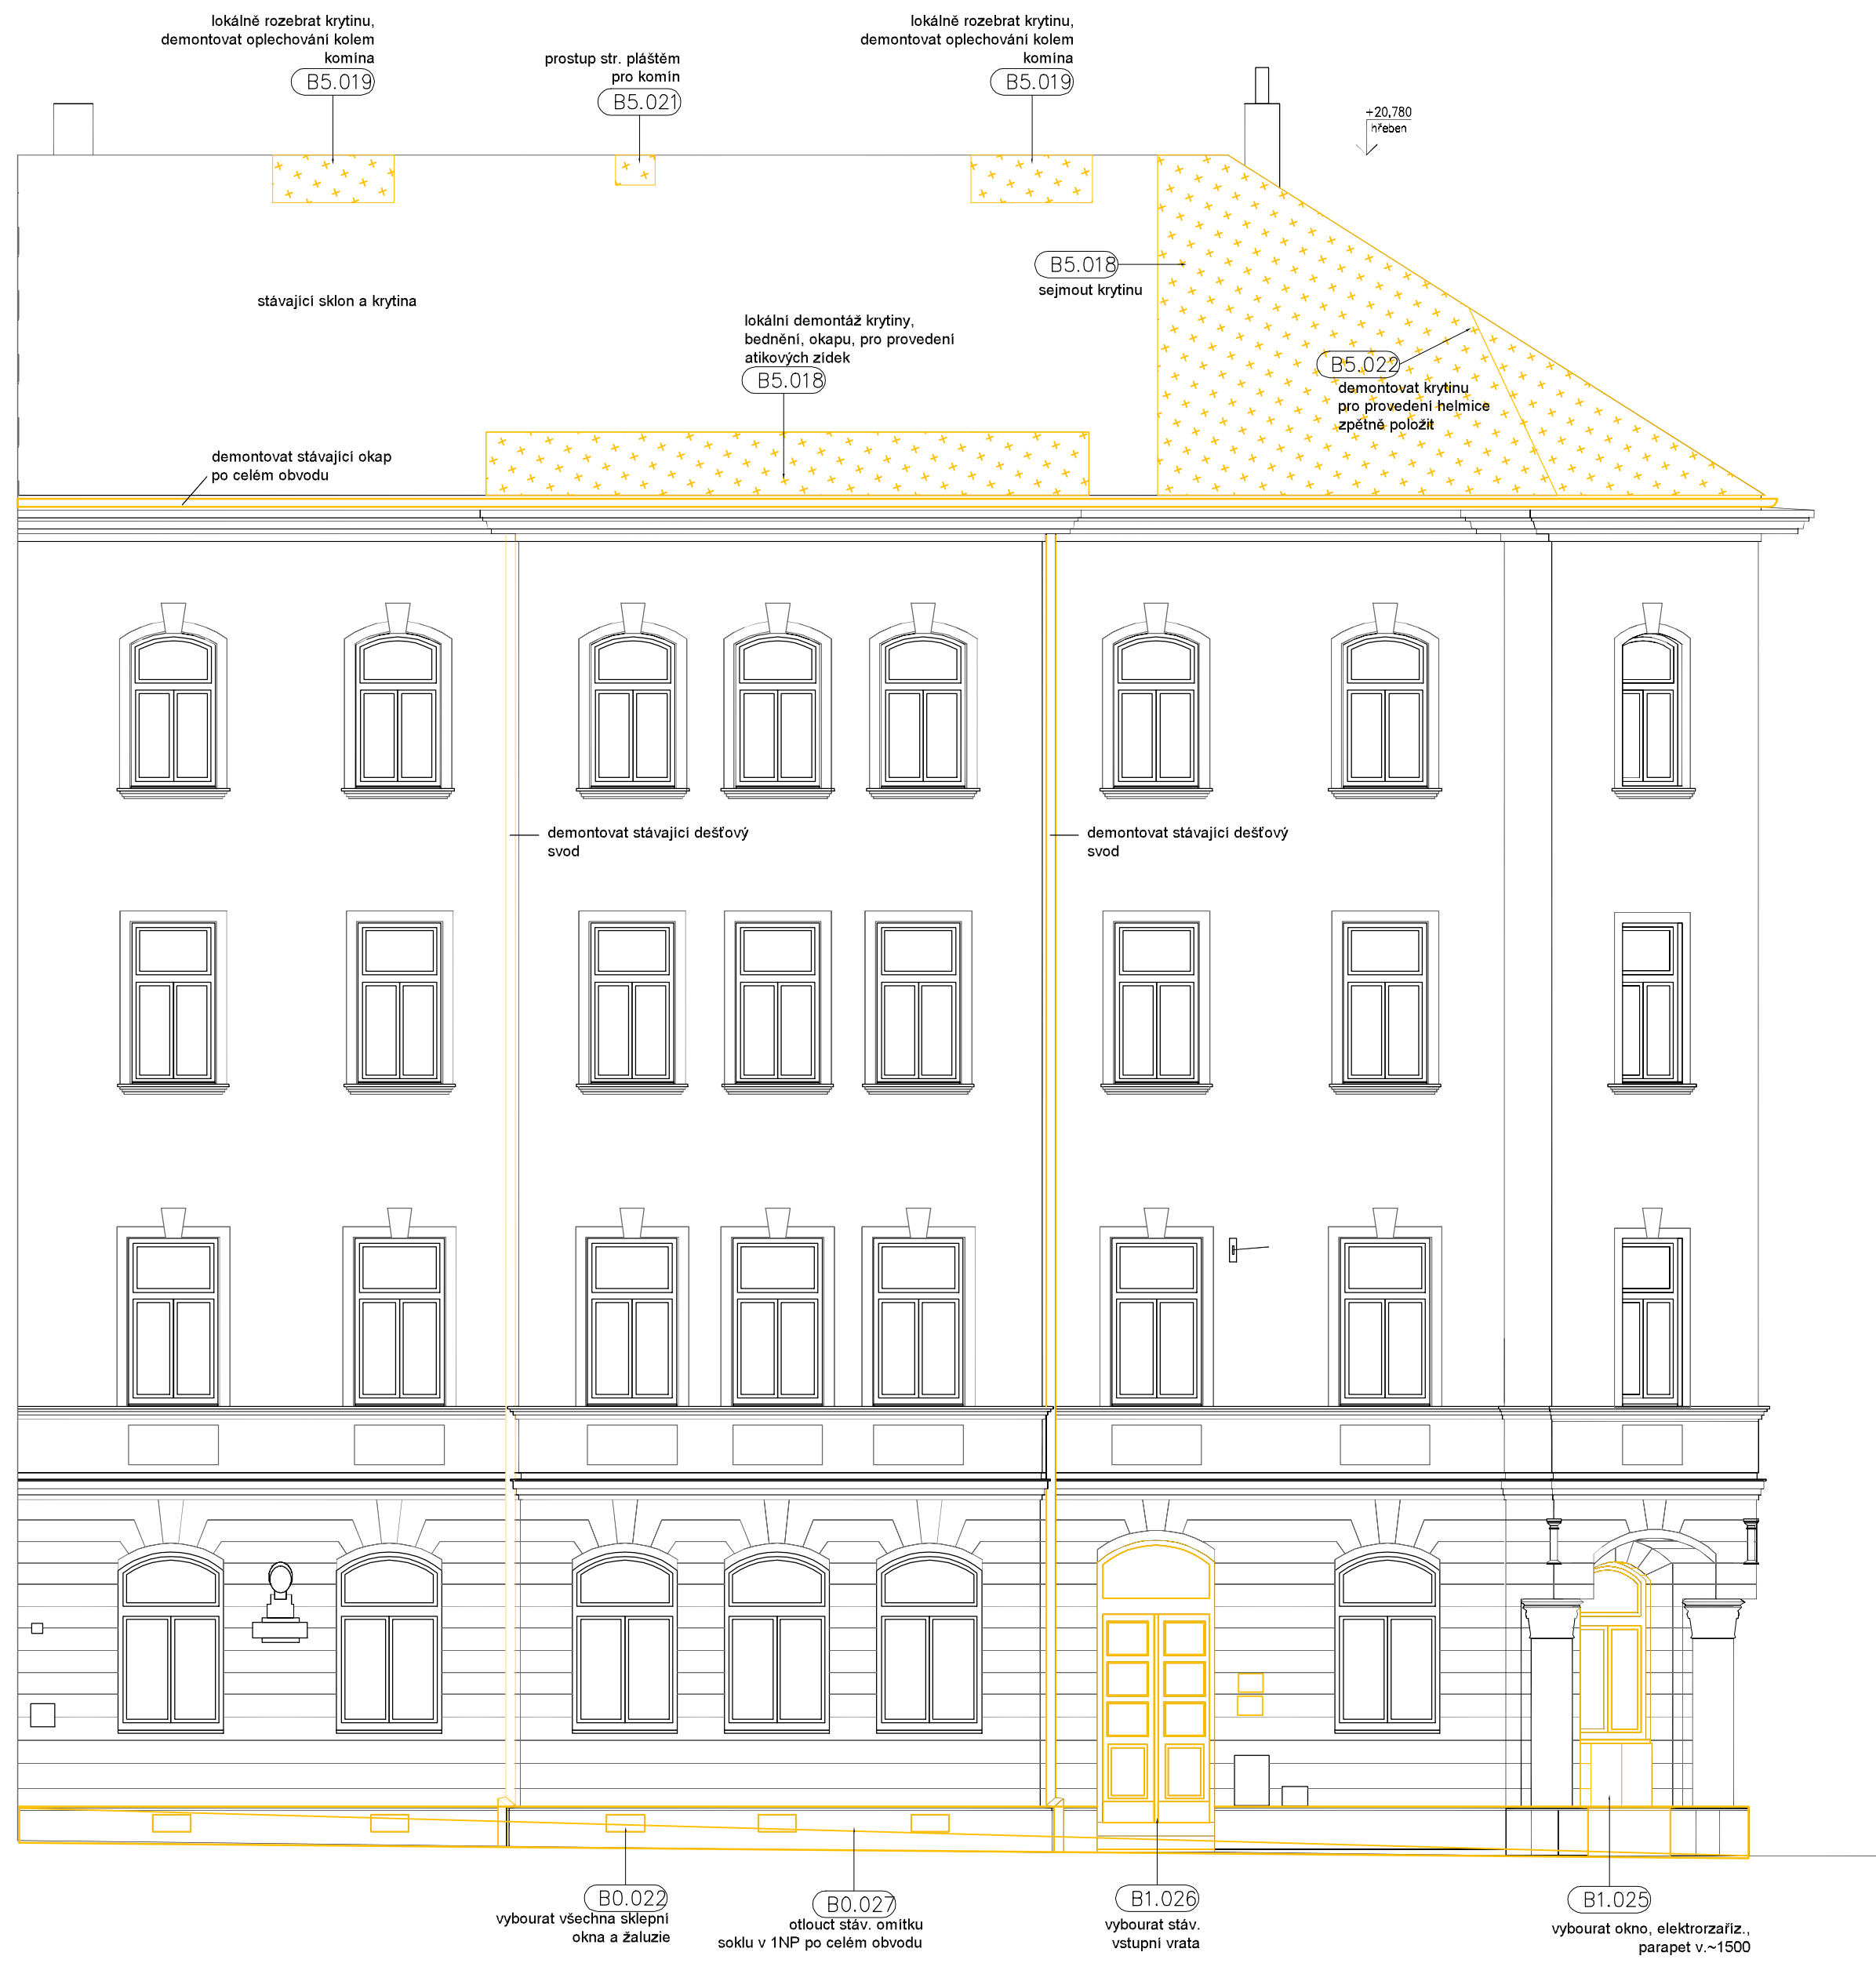 lokálně rozebrat krytinu,
demontovat oplechování kolem
komína
B5.019
prostup str. pláštěm
pro komín
B5.021
lokálně rozebrat krytinu,
demontovat oplechování kolem
komína
B5.019
+20,780
hřeben
B5.018
sejmout krytinu
stávající sklon a krytina
lokální demontáž krytiny,
bednění, okapu, pro provedení
atikových zídek
B5.018
B5.022
demontovat krytinu
pro provedení helmice
zpětně položit
demontovat stávající okap
po celém obvodu
demontovat stávající dešťový
svod
demontovat stávající dešťový
svod
B0.022
vybourat všechna sklepní
okna a žaluzie
B0.027
otlouct stáv. omítku
soklu v 1NP po celém obvodu
B1.026
vybourat stáv.
vstupní vrata
B1.025
vybourat okno, elektrorzaříz.,
parapet v.~1500